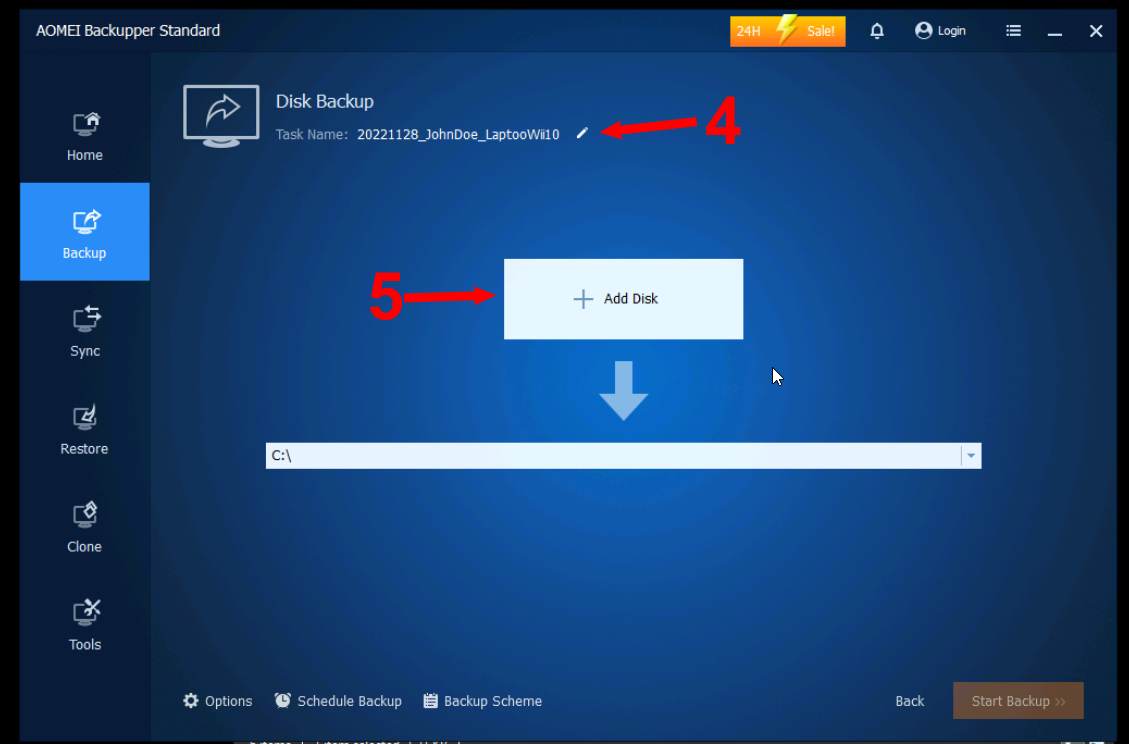 AOMEI Backupper Standard
24H Sale!
Login
Disk Backup
Task Name: 20221128_JohnDoe_LaptooWii10
4
Home
Backup
5
Add Disk
Sync
C:\
Restore
Clone
Tools
Options
Schedule Backup
Backup Scheme
Back
Start Backup >>